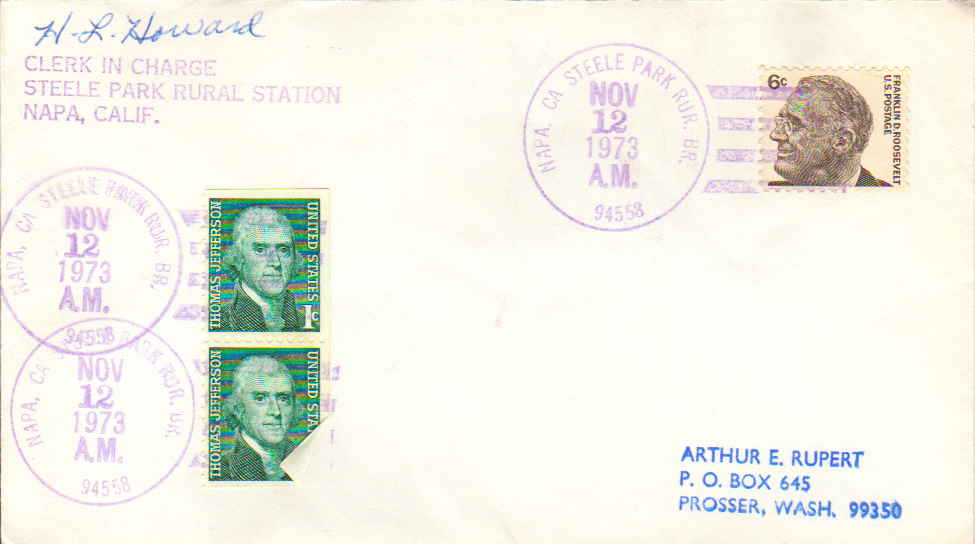 H. L. Howard
CLERK IN CHARGE
STEELE PARK RURAL STATION
NAPA, CALIF.
NAPA, CA STEELE PARK RUR. BR.
NOV
12
1973
A.M.
94558
6c
FRANKLIN D. ROOSEVELT
U.S. POSTAGE
NAPA, CA STEELE PARK RUR. BR.
NOV
12
1973
A.M.
94558
THOMAS JEFFERSON
UNITED STATES
1c
NAPA, CA PARK RUR. BR.
NOV
12
1973
A.M.
94558
THOMAS JEFFERSON
UNITED STA
ARTHUR E. RUPERT
P. O. BOX 645
PROSSER, WASH. 99350